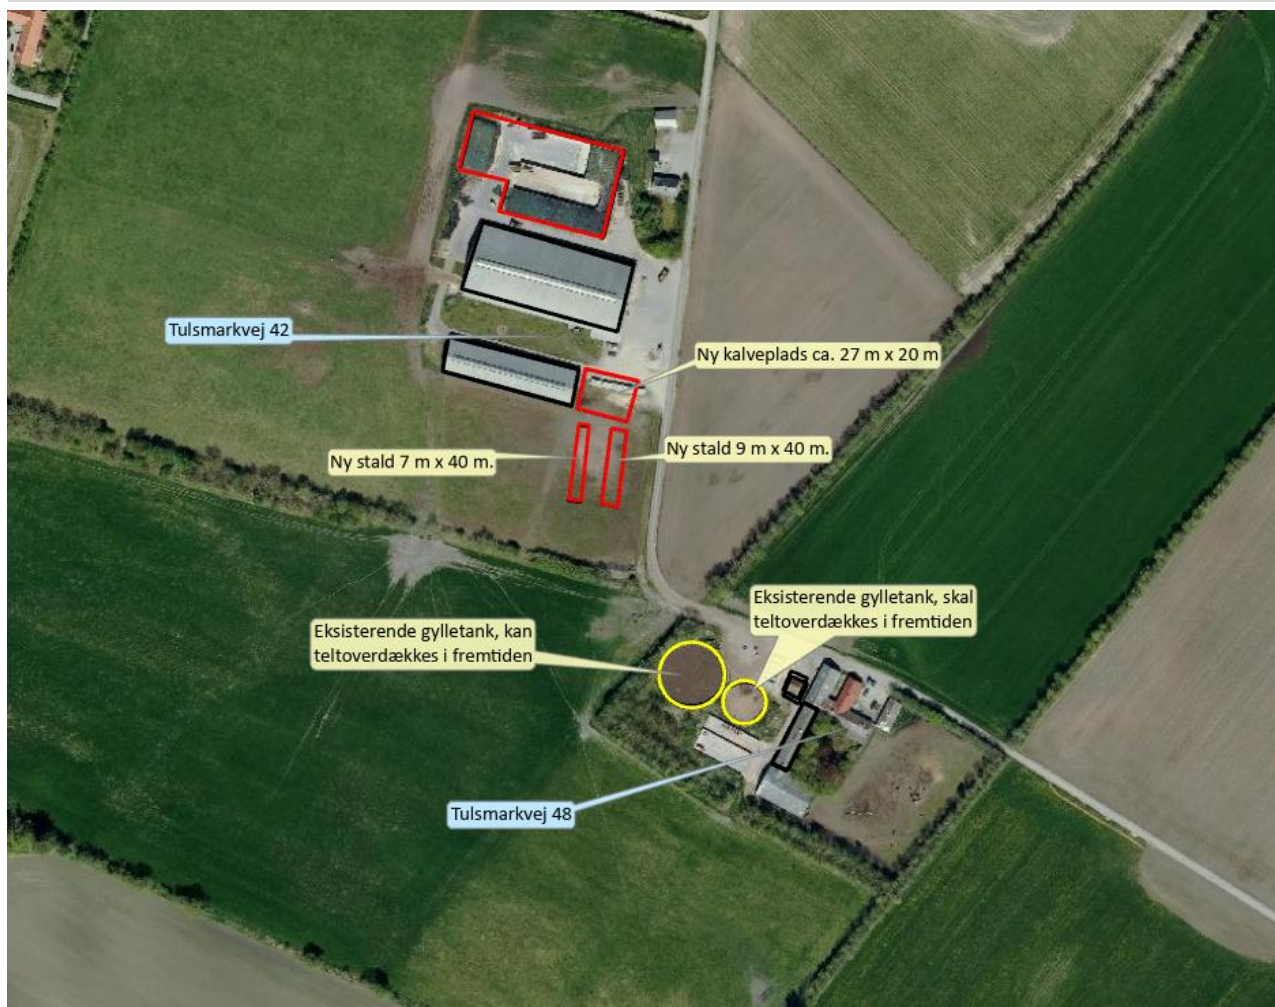 Tulsmarkvej 42
Ny kalveplads ca. 27 m x 20 m
Ny stald 7 m x 40 m.
Ny stald 9 m x 40 m.
Eksisterende gylletank, skal
teltoverdækkes i fremtiden
Eksisterende gylletank, kan
teltoverdækkes i fremtiden
Tulsmarkvej 48